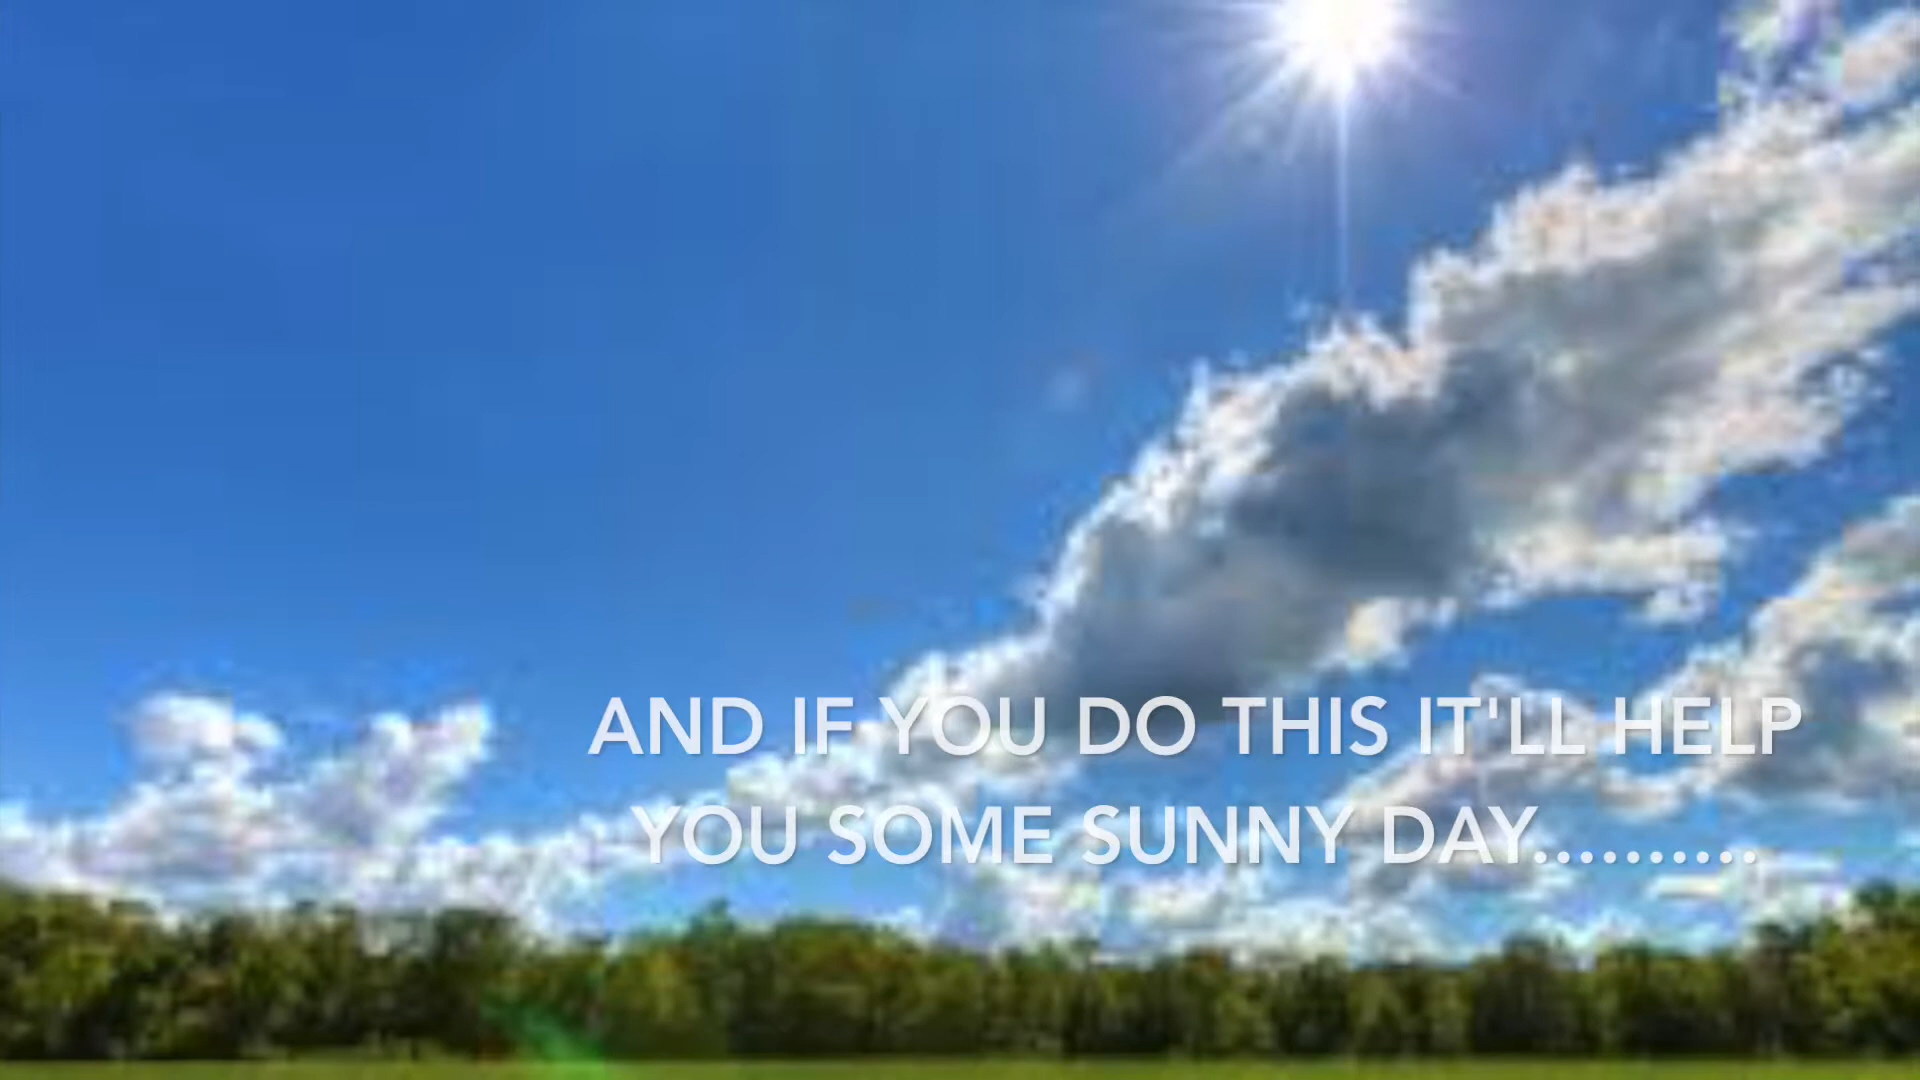 AND IF YOU DO THIS IT'LL HELP
YOU SOME SUNNY DAY..........